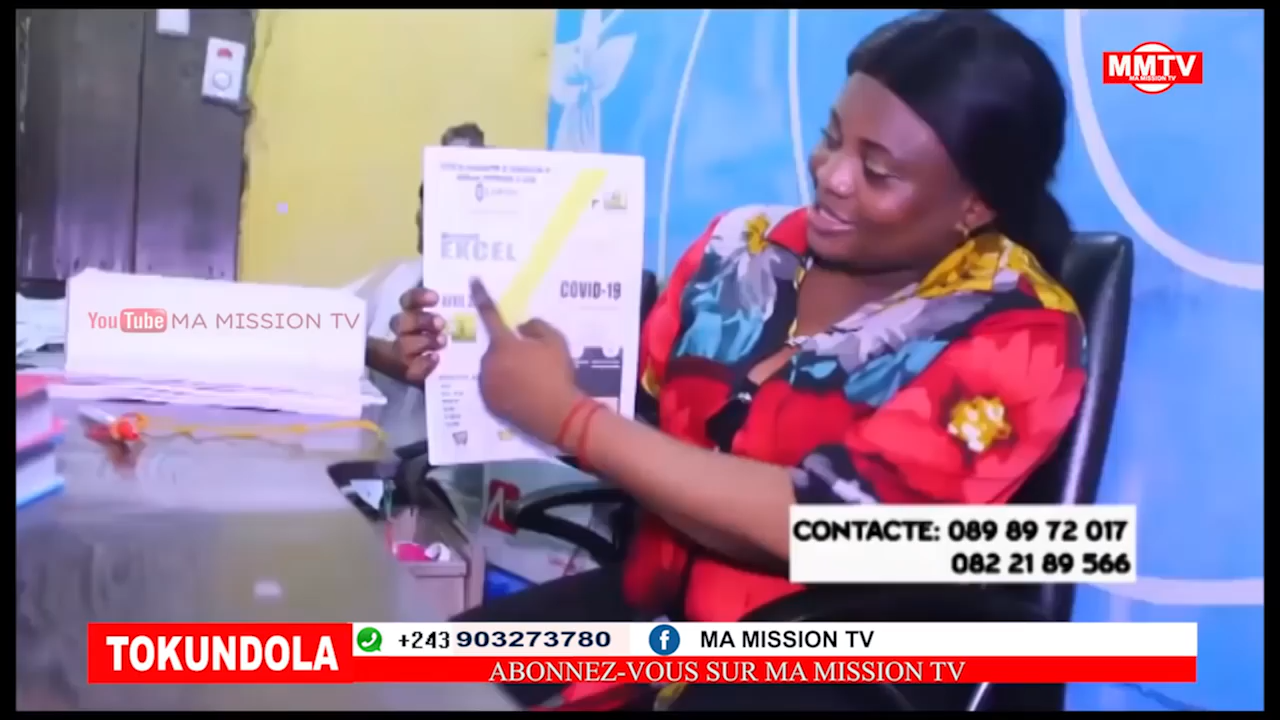 MMTV
MA MISSION TV
EXCEL
COVID-19
YouTube MA MISSION TV
CONTACTE: 089 89 72 017
082 21 89 566
TOKUNDOLA
+243 903273780
MA MISSION TV
ABONNEZ-VOUS SUR MA MISSION TV